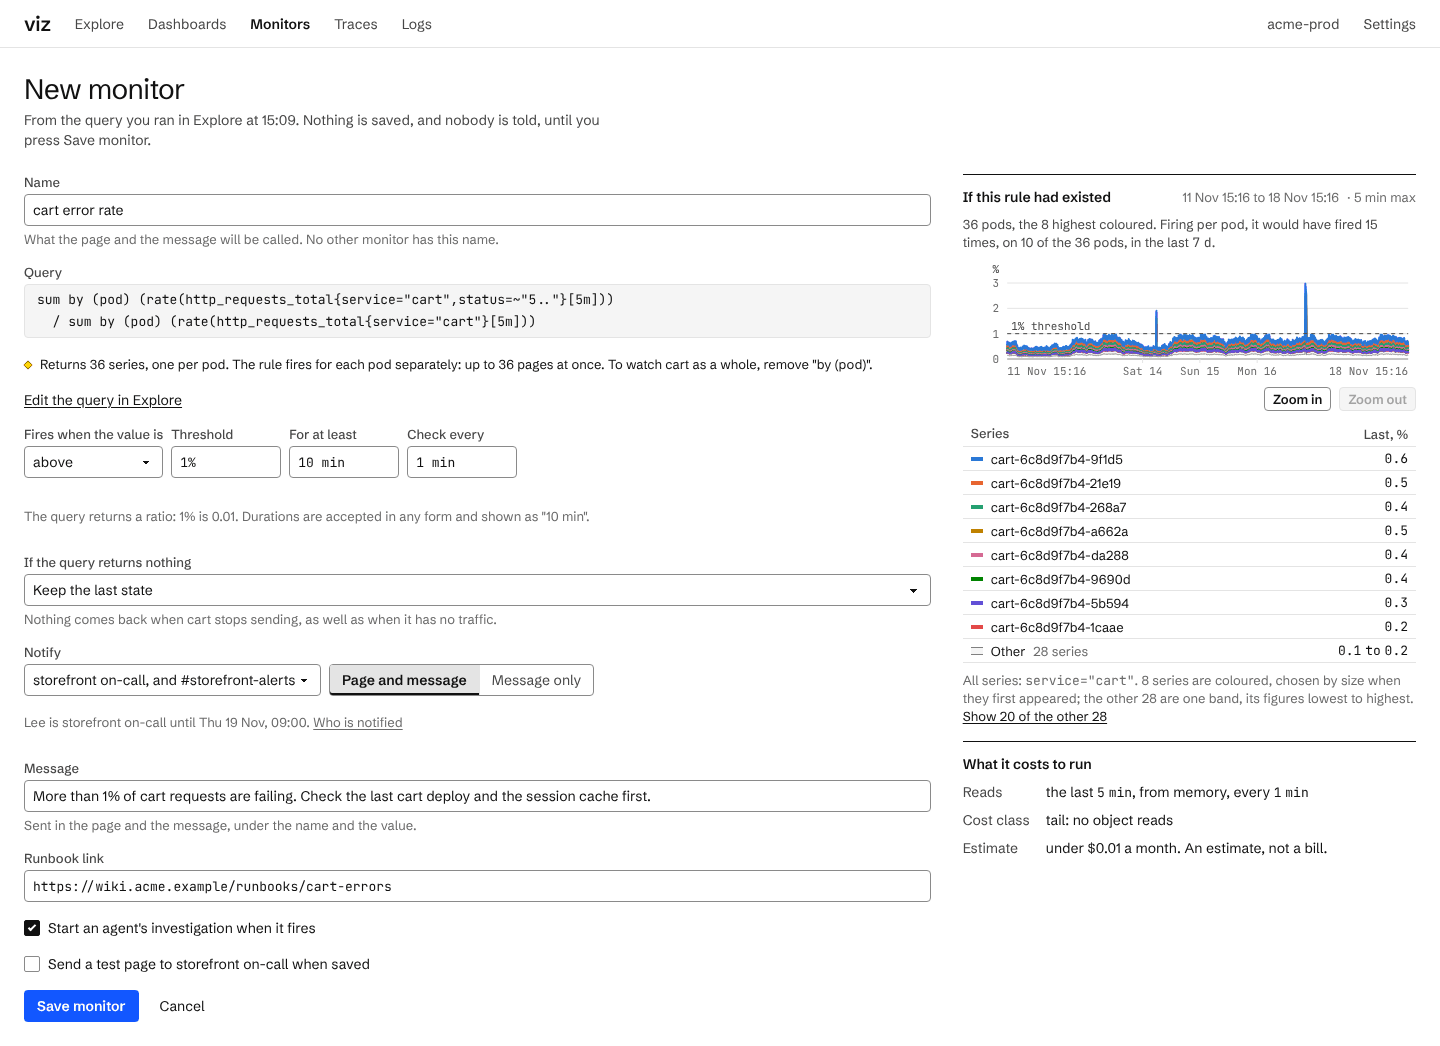 viz Explore Dashboards Monitors Traces Logs acme-prod Settings
New monitor
From the query you ran in Explore at 15:09. Nothing is saved, and nobody is told, until you
press Save monitor.
Name
cart error rate
What the page and the message will be called. No other monitor has this name.
Query
sum by (pod) (rate(http_requests_total{service="cart",status=~"5.."}[5m]))
/ sum by (pod) (rate(http_requests_total{service="cart"}[5m]))
Returns 36 series, one per pod. The rule fires for each pod separately: up to 36 pages at once. To watch cart as a whole, remove "by (pod)".
Edit the query in Explore
Fires when the value is Threshold For at least Check every
above 1% 10 min 1 min
The query returns a ratio: 1% is 0.01. Durations are accepted in any form and shown as "10 min".
If the query returns nothing
Keep the last state
Nothing comes back when cart stops sending, as well as when it has no traffic.
Notify
storefront on-call, and #storefront-alerts Page and message Message only
Lee is storefront on-call until Thu 19 Nov, 09:00. Who is notified
Message
More than 1% of cart requests are failing. Check the last cart deploy and the session cache first.
Sent in the page and the message, under the name and the value.
Runbook link
https://wiki.acme.example/runbooks/cart-errors
Start an agent's investigation when it fires
Send a test page to storefront on-call when saved
Save monitor Cancel
If this rule had existed 11 Nov 15:16 to 18 Nov 15:16 · 5 min max
36 pods, the 8 highest coloured. Firing per pod, it would have fired 15
times, on 10 of the 36 pods, in the last 7 d.
%
3
2
1% threshold
1
0
11 Nov 15:16 Sat 14 Sun 15 Mon 16 18 Nov 15:16
Zoom in Zoom out
Series Last, %
cart-6c8d9f7b4-9f1d5 0.6
cart-6c8d9f7b4-21e19 0.5
cart-6c8d9f7b4-268a7 0.4
cart-6c8d9f7b4-a662a 0.5
cart-6c8d9f7b4-da288 0.4
cart-6c8d9f7b4-9690d 0.4
cart-6c8d9f7b4-5b594 0.3
cart-6c8d9f7b4-1caae 0.2
Other 28 series 0.1 to 0.2
All series: service="cart". 8 series are coloured, chosen by size when
they first appeared; the other 28 are one band, its figures lowest to highest.
Show 20 of the other 28
What it costs to run
Reads the last 5 min, from memory, every 1 min
Cost class tail: no object reads
Estimate under $0.01 a month. An estimate, not a bill.